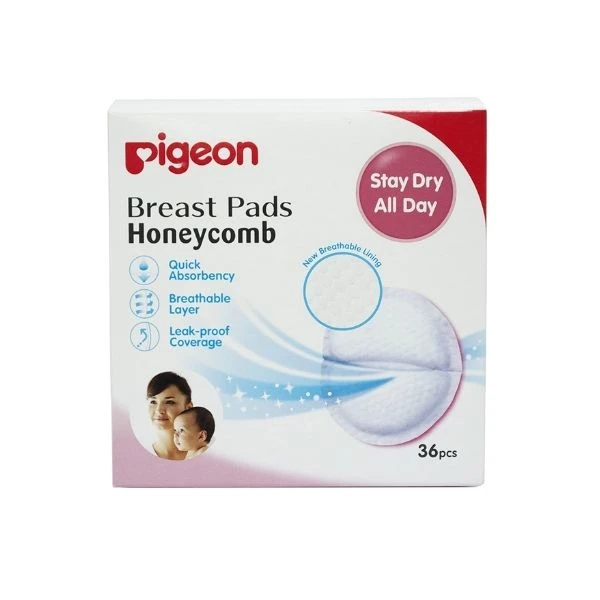 Pigeon
Stay Dry
All Day
Breast Pads
Honeycomb
New Breathable Lining
Quick
Absorbency
Breathable
Layer
Leak-proof
Coverage
36pcs